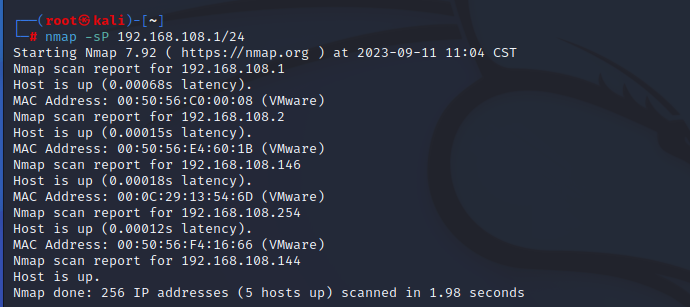 ┌──(root㉿kali)-[~]
└─# nmap -sP 192.168.108.1/24
Starting Nmap 7.92 ( https://nmap.org ) at 2023-09-11 11:04 CST
Nmap scan report for 192.168.108.1
Host is up (0.00068s latency).
MAC Address: 00:50:56:C0:00:08 (VMware)
Nmap scan report for 192.168.108.2
Host is up (0.00015s latency).
MAC Address: 00:50:56:E4:60:1B (VMware)
Nmap scan report for 192.168.108.146
Host is up (0.00018s latency).
MAC Address: 00:0C:29:13:54:6D (VMware)
Nmap scan report for 192.168.108.254
Host is up (0.00012s latency).
MAC Address: 00:50:56:F4:16:66 (VMware)
Nmap scan report for 192.168.108.144
Host is up.
Nmap done: 256 IP addresses (5 hosts up) scanned in 1.98 seconds